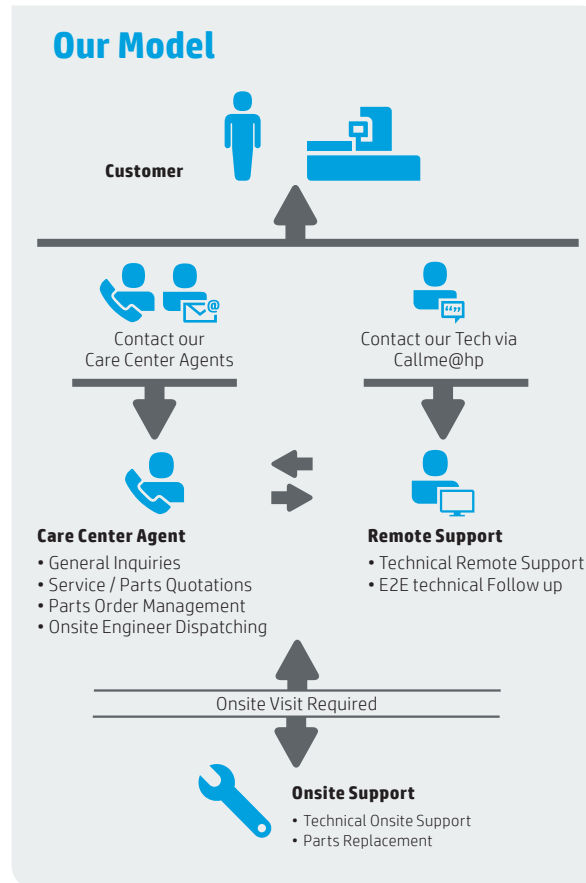 Our Model
Customer
@
Contact our
Care Center Agents
Contact our Tech via
Callme@hp
Care Center Agent
• General Inquiries
• Service / Parts Quotations
• Parts Order Management
• Onsite Engineer Dispatching
Remote Support
• Technical Remote Support
• E2E technical Follow up
Onsite Visit Required
Onsite Support
• Technical Onsite Support
• Parts Replacement